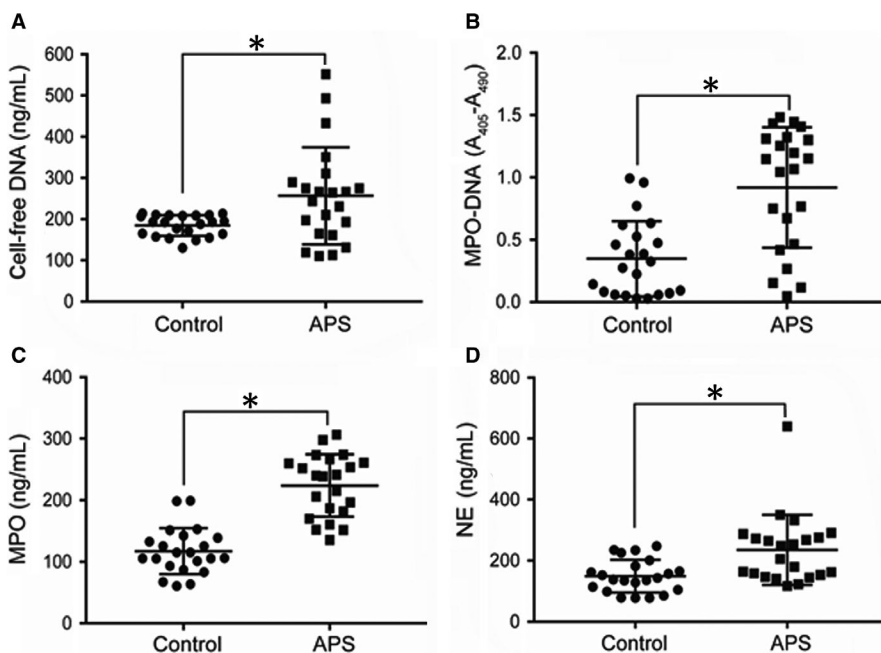 A
Cell-free DNA (ng/mL)
600
500
400
300
200
100
0
*
Control
APS
B
MPO-DNA (A405-A490)
2.0
1.5
1.0
0.5
0.0
*
Control
APS
C
MPO (ng/mL)
400
300
200
100
0
*
Control
APS
D
NE (ng/mL)
800
600
400
200
0
*
Control
APS